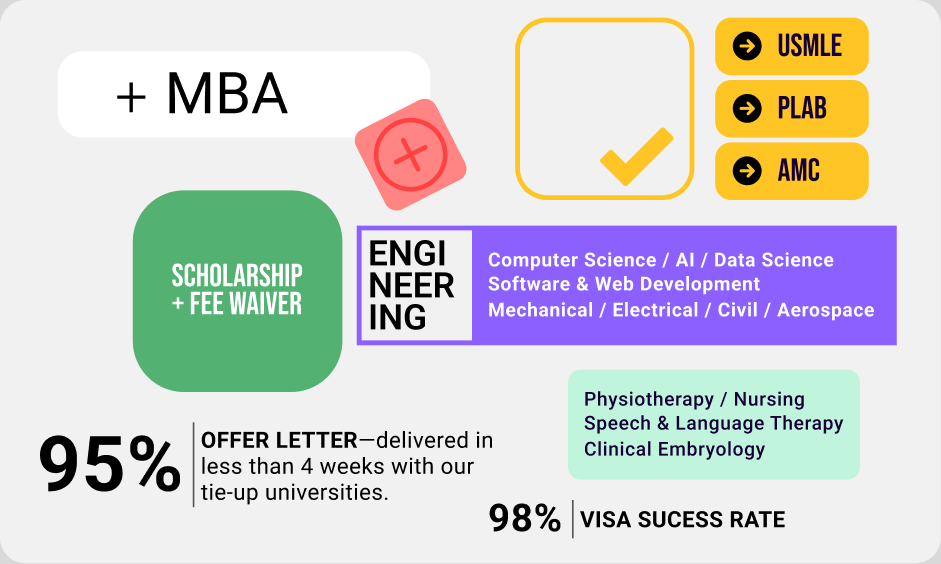 + MBA
USMLE
PLAB
AMC
SCHOLARSHIP
+ FEE WAIVER
ENGI
NEER
ING
Computer Science / AI / Data Science
Software & Web Development
Mechanical / Electrical / Civil / Aerospace
Physiotherapy / Nursing
Speech & Language Therapy
Clinical Embryology
95%
OFFER LETTER—delivered in
less than 4 weeks with our
tie-up universities.
98%
VISA SUCESS RATE